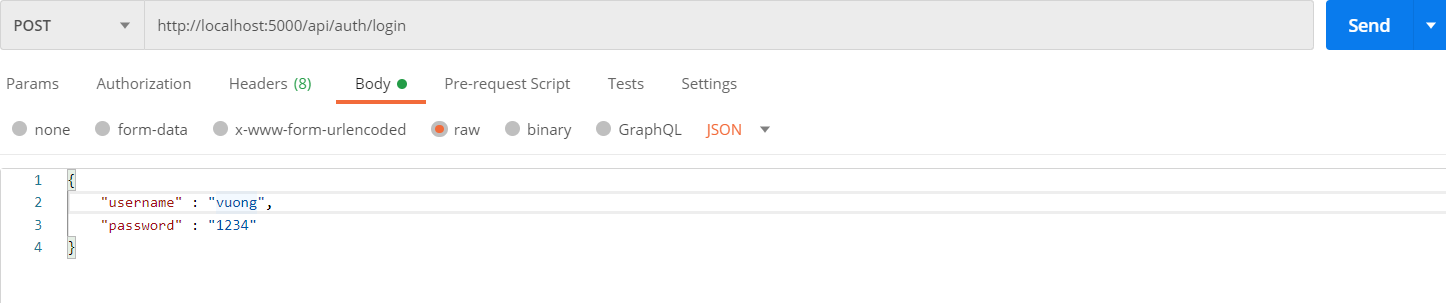 POST http://localhost:5000/api/auth/login Send
Params Authorization Headers (8) Body Pre-request Script Tests Settings
none form-data x-www-form-urlencoded raw binary GraphQL JSON
1 {
2 "username" : "vuong",
3 "password" : "1234"
4 }